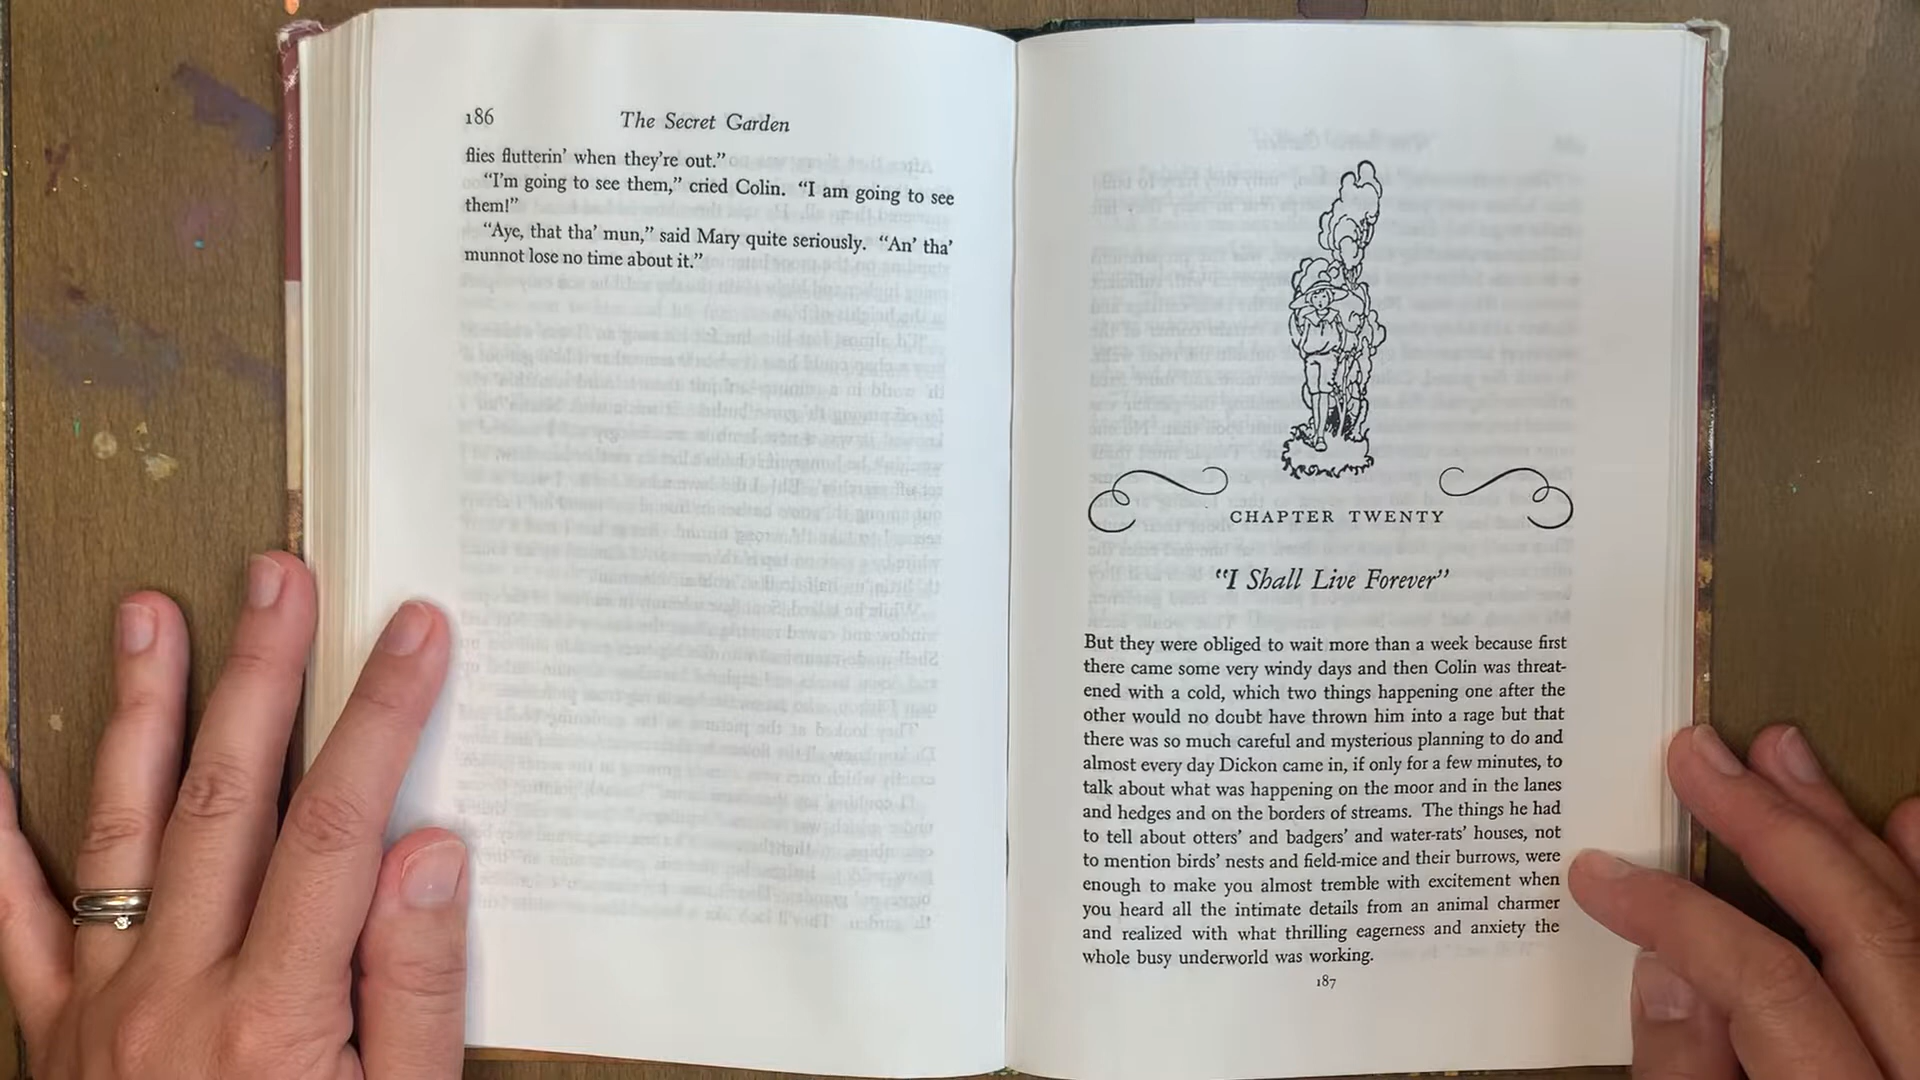 186
The Secret Garden
flies flutterin’ when they’re out.”
“I’m going to see them,” cried Colin. “I am going to see
them!”
“Aye, that tha’ mun,” said Mary quite seriously. “An’ tha’
munnot lose no time about it.”
CHAPTER TWENTY
“I Shall Live Forever”
But they were obliged to wait more than a week because first
there came some very windy days and then Colin was threat-
ened with a cold, which two things happening one after the
other would no doubt have thrown him into a rage but that
there was so much careful and mysterious planning to do and
almost every day Dickon came in, if only for a few minutes, to
talk about what was happening on the moor and in the lanes
and hedges and on the borders of streams. The things he had
to tell about otters’ and badgers’ and water-rats’ houses, not
to mention birds’ nests and field-mice and their burrows, were
enough to make you almost tremble with excitement when
you heard all the intimate details from an animal charmer
and realized with what thrilling eagerness and anxiety the
whole busy underworld was working.
187